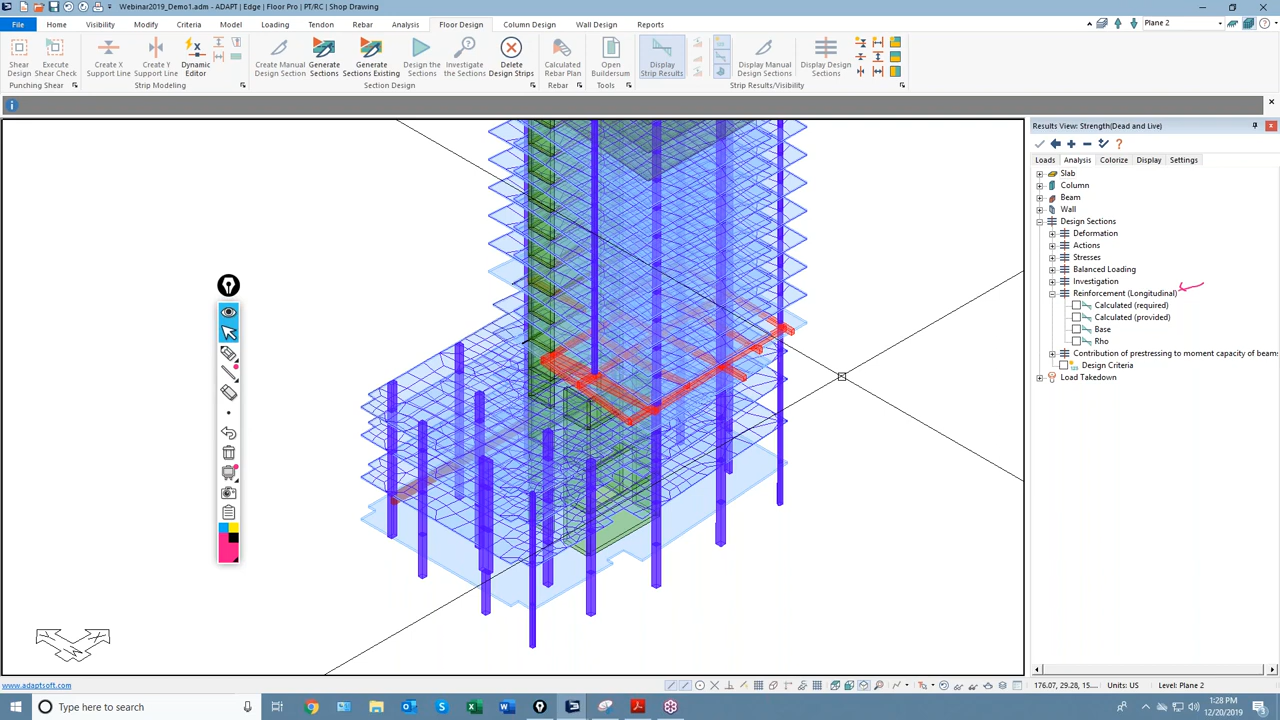 Webinar2019_Demo1.adm - ADAPT | Edge | Floor Pro | PT/RC | Shop Drawing
File Home Visibility Criteria Model Loading Tendon Rebar Analysis Floor Design Column Design Wall Design Reports Plane 2
Shear Design Execute Shear Check Create X Support Line Create Y Support Line Dynamic Editor Create Manual Design Section Generate Sections Generate Sections Existing Design the Sections Investigate the Sections Delete Design Strips Calculated Rebar Plan Open Buildersum Display Strip Results Display Manual Design Sections Display Design Sections
Punching Shear Strip Modeling Section Design Rebar Tools Strip Results/Visibility
Results View: Strength(Dead and Live)
Loads Analysis Colorize Display Settings
Slab
Column
Beam
Wall
Design Sections
Deformation
Actions
Stresses
Balanced Loading
Investigation
Reinforcement (Longitudinal)
Calculated (required)
Calculated (provided)
Base
Rho
Contribution of prestressing to moment capacity of beams
Design Criteria
Load Takedown
www.adaptsoft.com 176.07, 29.28, 15.... Units: US Level: Plane 2
Type here to search 1:28 PM
12/20/2019